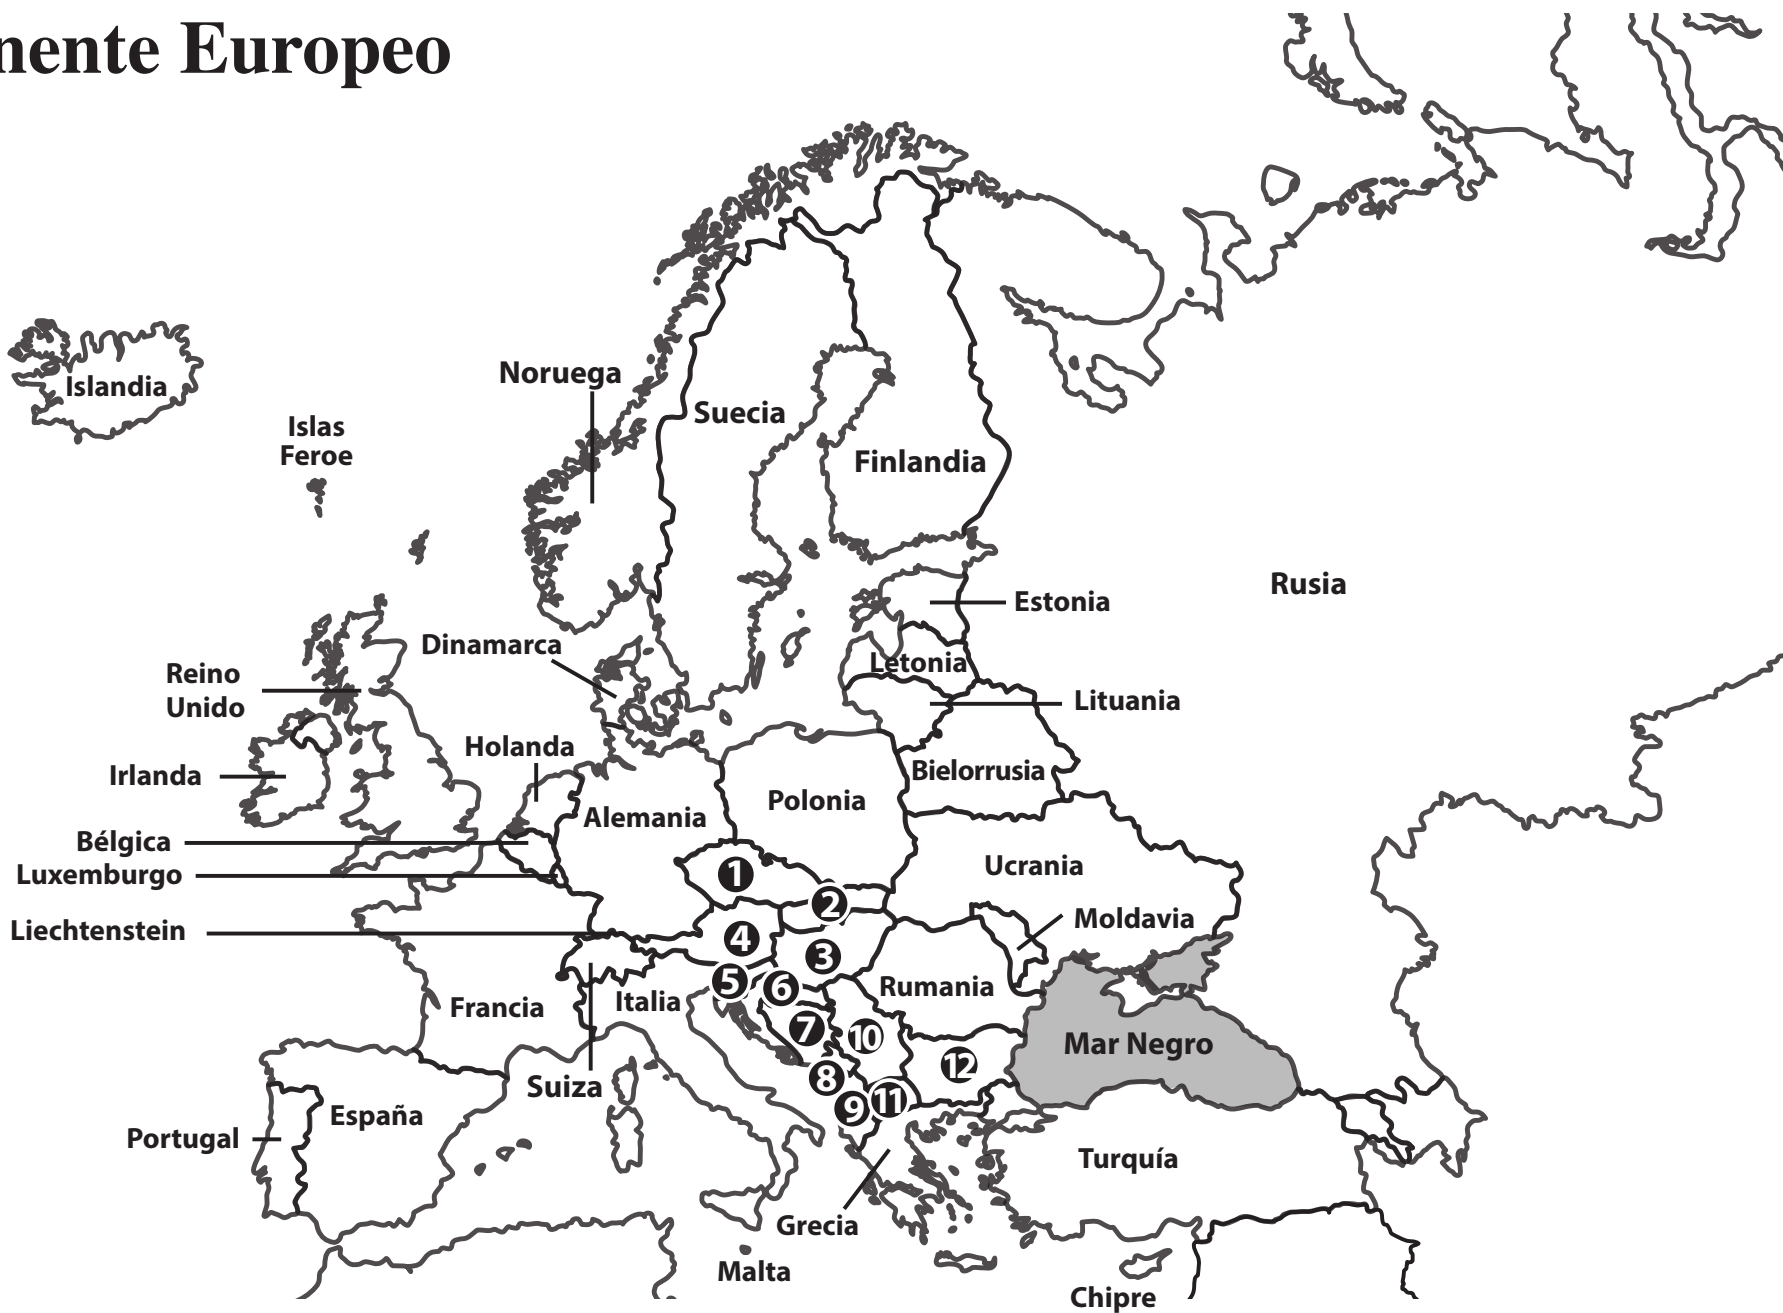 nente Europeo
Islandia
Noruega
Suecia
Islas
Feroe
Finlandia
Rusia
Estonia
Dinamarca
Letonia
Reino
Unido
Lituania
Holanda
Irlanda
Bielorrusia
Polonia
Alemania
Bélgica
Ucrania
Luxemburgo
1
2
Moldavia
Liechtenstein
4
3
5
6
Rumania
Italia
Francia
7
10
Mar Negro
12
8
Suiza
11
9
España
Portugal
Turquía
Grecia
Malta
Chipre